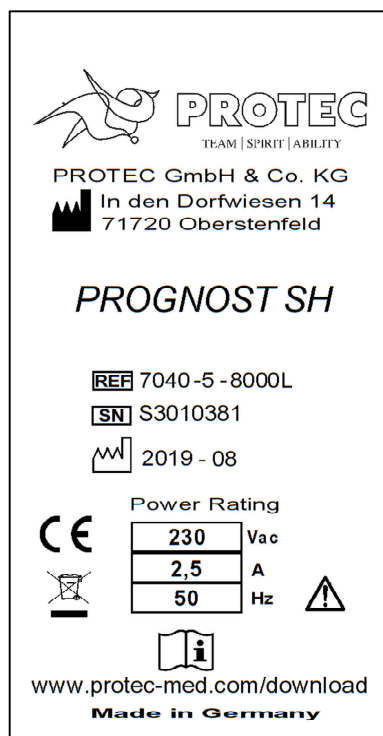 PROTEC
TEAM | SPIRIT | ABILITY
PROTEC GmbH & Co. KG
In den Dorfwiesen 14
71720 Oberstenfeld
PROGNOST SH
REF 7040-5-8000L
SN S3010381
2019-08
Power Rating
CE
230 Vac
2,5 A
50 Hz
i
www.protec-med.com/download
Made in Germany